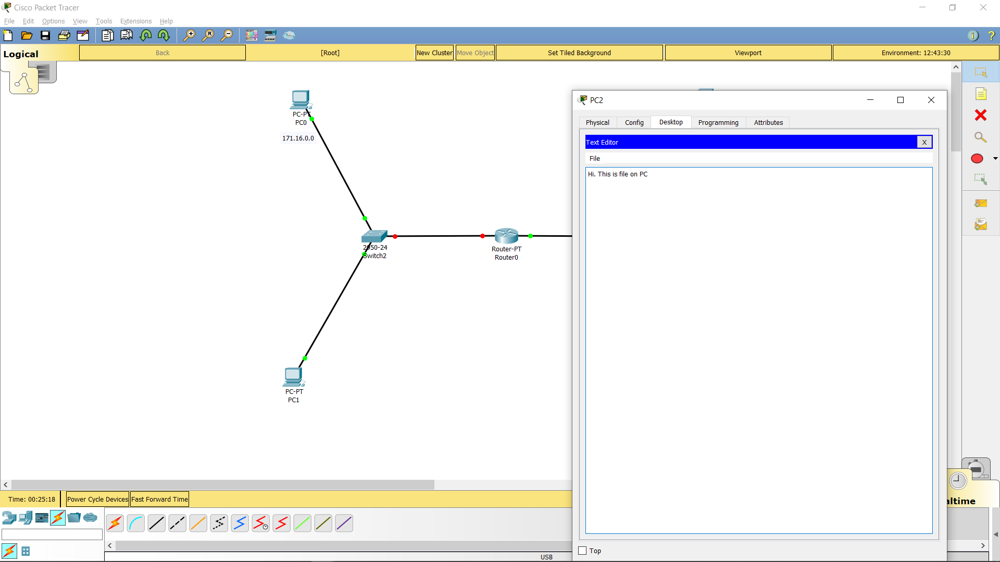 Cisco Packet Tracer
File Edit Options View Tools Extensions Help
Logical
Back
[Root]
New Cluster
Move Object
Set Tiled Background
Viewport
Environment: 12:43:30
PC-PT
PC0
171.16.0.0
2950-24
Switch2
Router-PT
Router0
PC-PT
PC1
PC2
Physical Config Desktop Programming Attributes
Text Editor
X
File
Hi. This is file on PC
Top
Time: 00:25:18
Power Cycle Devices
Fast Forward Time
altime
USB